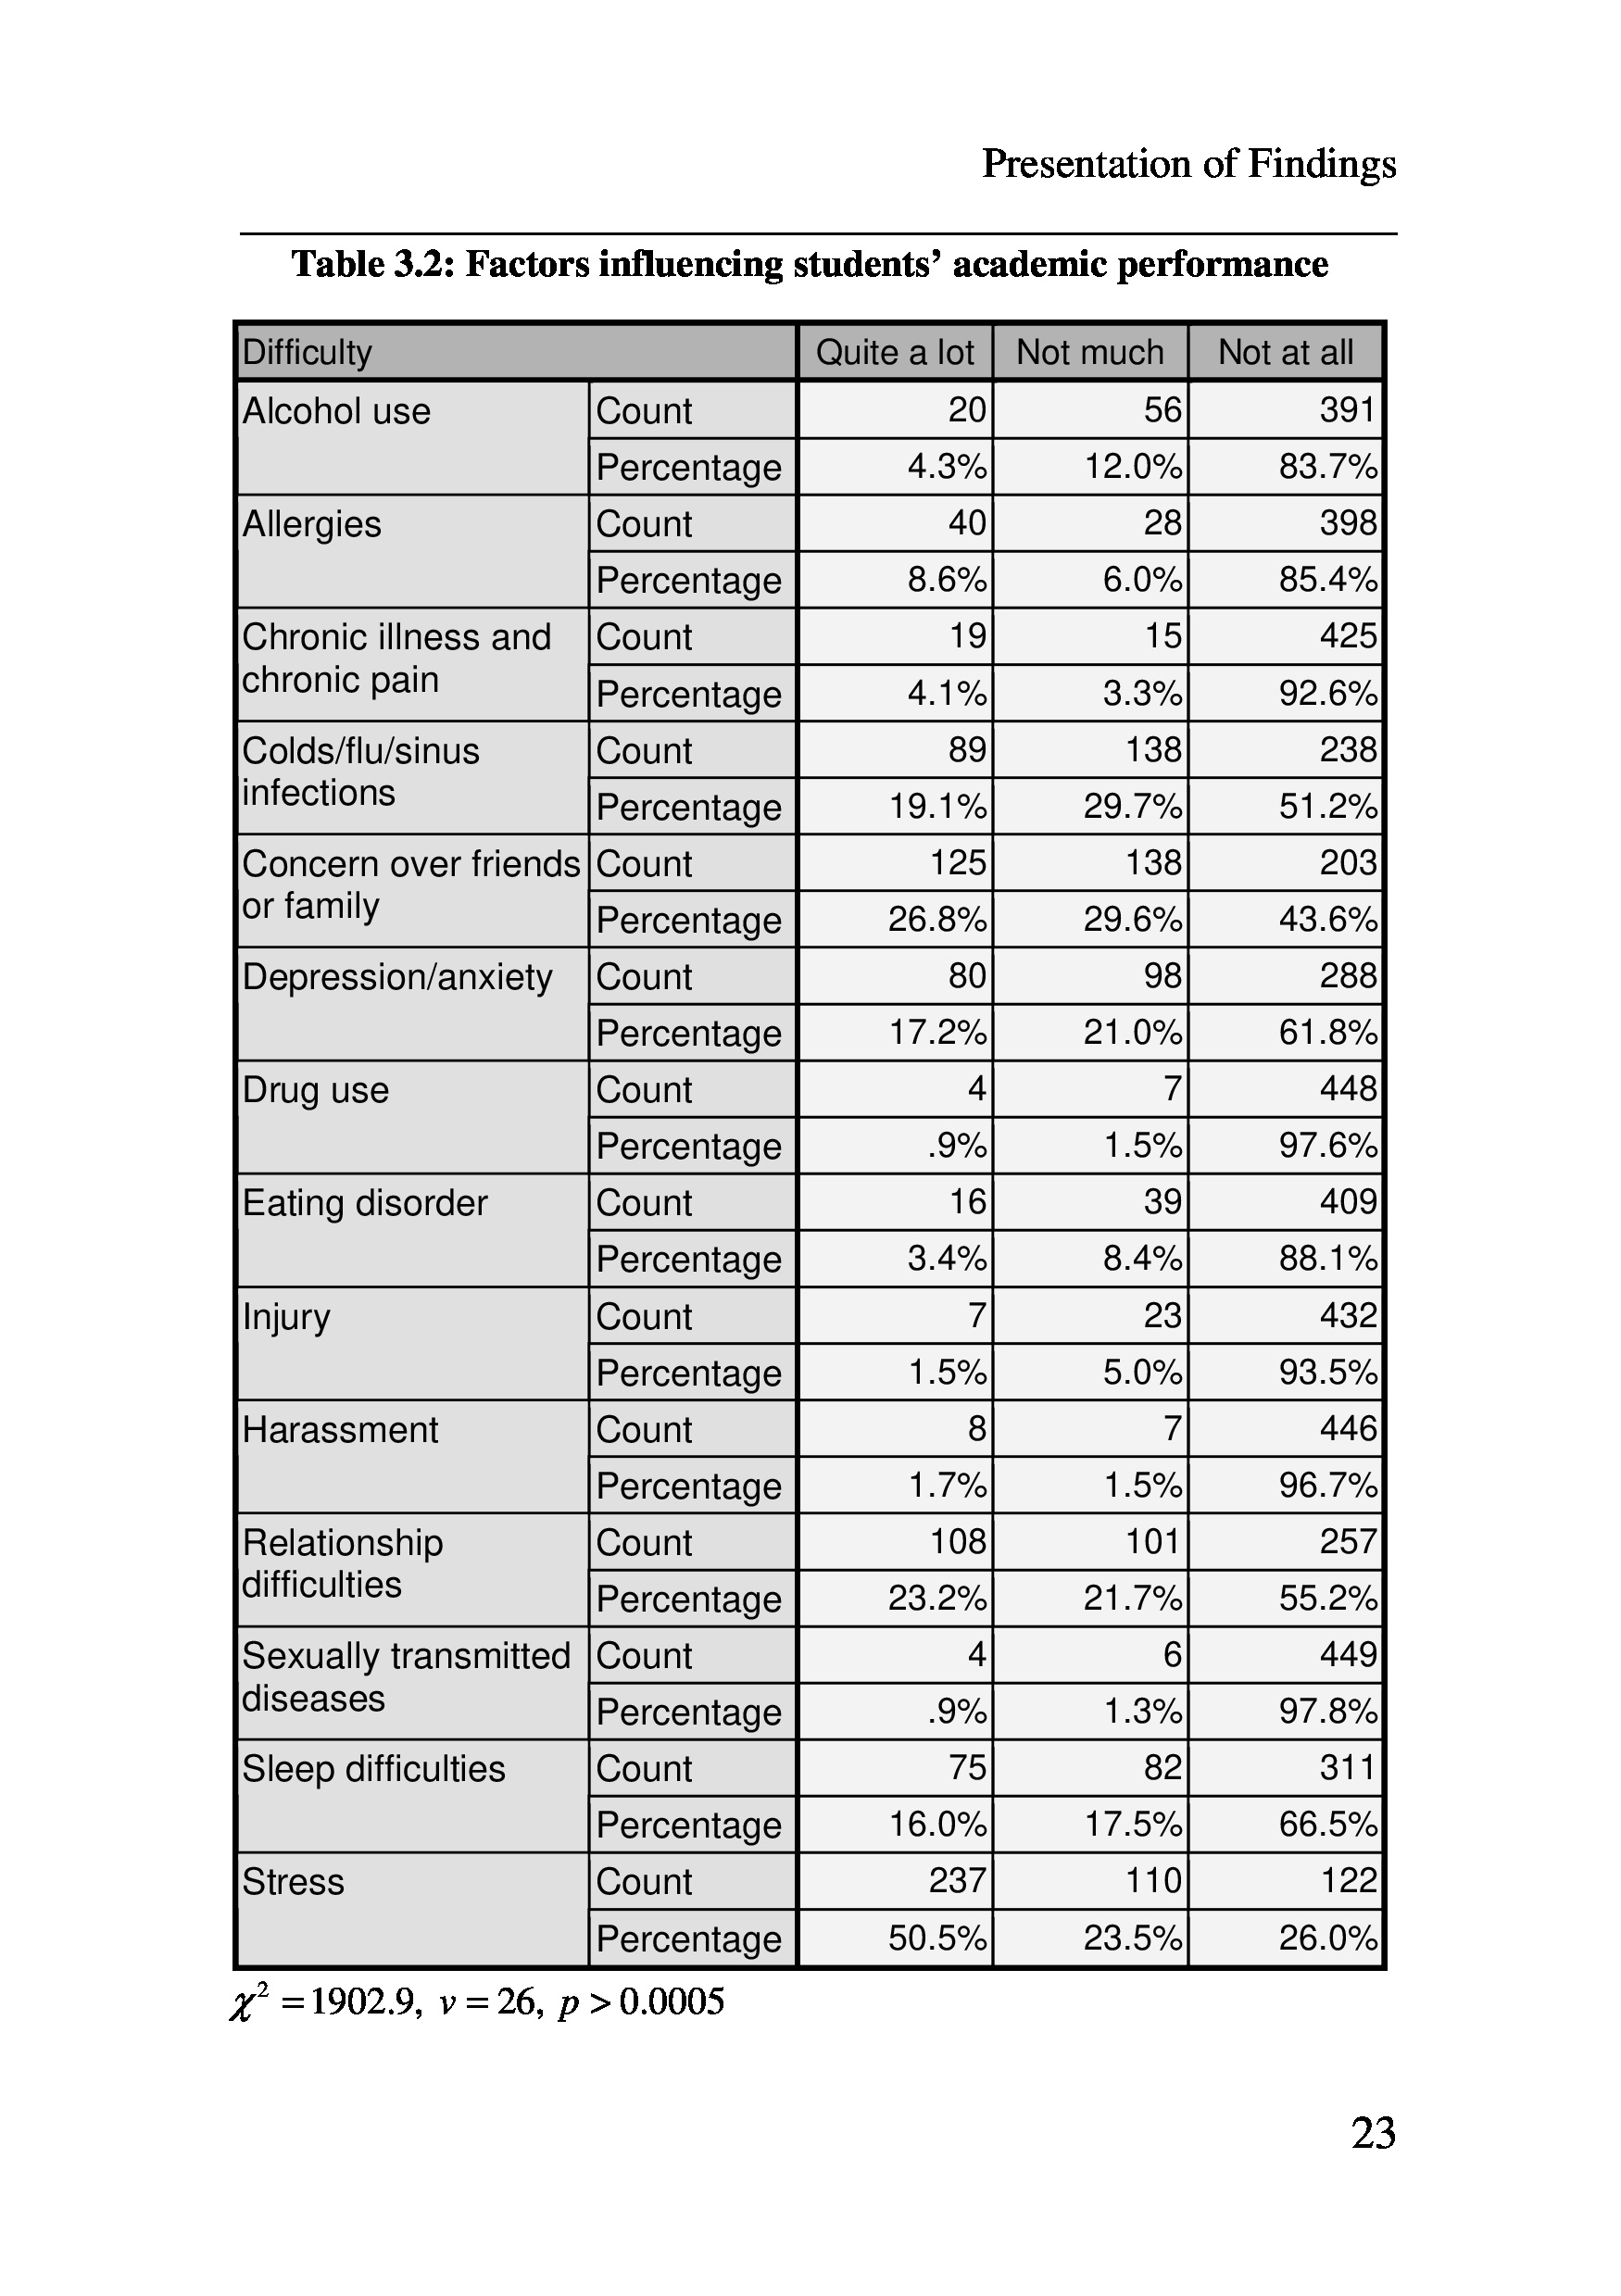 Presentation of Findings
Table 3.2: Factors influencing students’ academic performance
Difficulty Quite a lot Not much Not at all
Alcohol use Count 20 56 391
Percentage 4.3% 12.0% 83.7%
Allergies Count 40 28 398
Percentage 8.6% 6.0% 85.4%
Chronic illness and chronic pain Count 19 15 425
Percentage 4.1% 3.3% 92.6%
Colds/flu/sinus infections Count 89 138 238
Percentage 19.1% 29.7% 51.2%
Concern over friends or family Count 125 138 203
Percentage 26.8% 29.6% 43.6%
Depression/anxiety Count 80 98 288
Percentage 17.2% 21.0% 61.8%
Drug use Count 4 7 448
Percentage .9% 1.5% 97.6%
Eating disorder Count 16 39 409
Percentage 3.4% 8.4% 88.1%
Injury Count 7 23 432
Percentage 1.5% 5.0% 93.5%
Harassment Count 8 7 446
Percentage 1.7% 1.5% 96.7%
Relationship difficulties Count 108 101 257
Percentage 23.2% 21.7% 55.2%
Sexually transmitted diseases Count 4 6 449
Percentage .9% 1.3% 97.8%
Sleep difficulties Count 75 82 311
Percentage 16.0% 17.5% 66.5%
Stress Count 237 110 122
Percentage 50.5% 23.5% 26.0%
χ² = 1902.9, v = 26, p > 0.0005
23